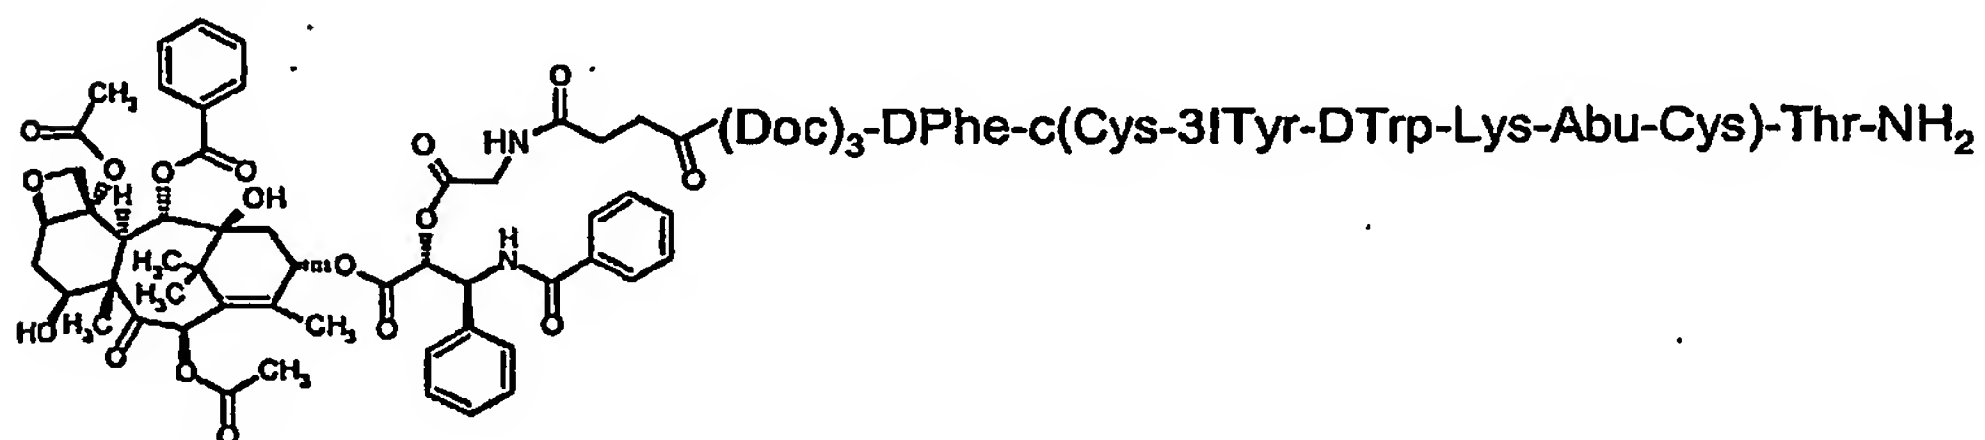 O
CH₃
O
O
HN
(Doc)₃-DPhe-c(Cys-3ITyr-DTrp-Lys-Abu-Cys)-Thr-NH₂
O
O
O
O
O
H
OH
O
H
N
H₃C
O
H₃C
HO
H₃C
CH₃
O
O
O
O
CH₃
O